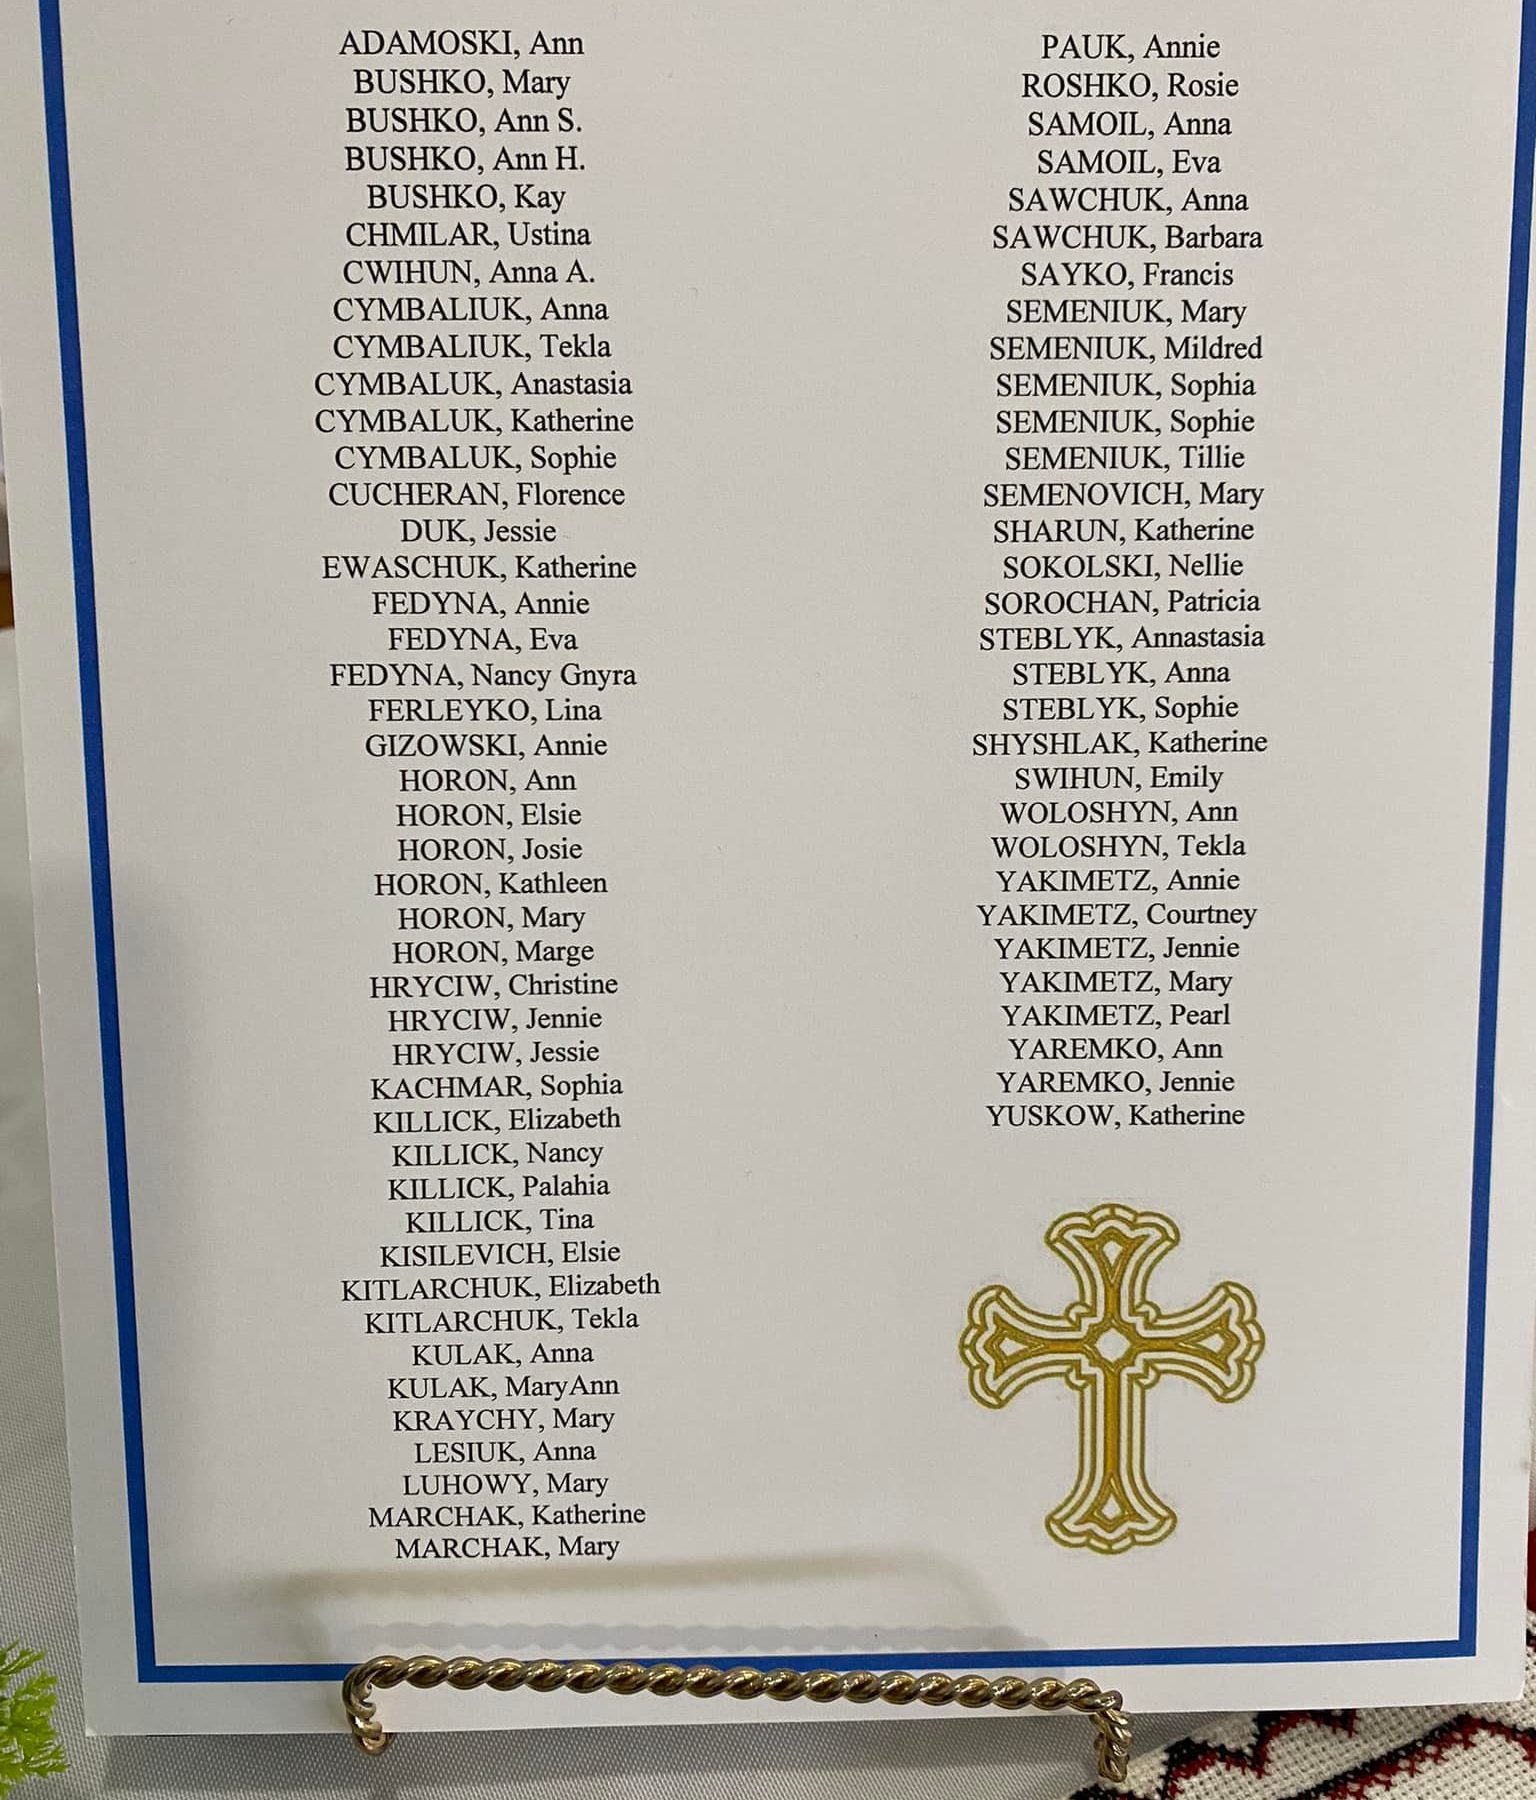 ADAMOSKI, Ann
BUSHKO, Mary
BUSHKO, Ann S.
BUSHKO, Ann H.
BUSHKO, Kay
CHMILAR, Ustina
CWIHUN, Anna A.
CYMBALIUK, Anna
CYMBALIUK, Tekla
CYMBALUK, Anastasia
CYMBALUK, Katherine
CYMBALUK, Sophie
CUCHERAN, Florence
DUK, Jessie
EWASCHUK, Katherine
FEDYNA, Annie
FEDYNA, Eva
FEDYNA, Nancy Gnyra
FERLEYKO, Lina
GIZOWSKI, Annie
HORON, Ann
HORON, Elsie
HORON, Josie
HORON, Kathleen
HORON, Mary
HORON, Marge
HRYCIW, Christine
HRYCIW, Jennie
HRYCIW, Jessie
KACHMAR, Sophia
KILLICK, Elizabeth
KILLICK, Nancy
KILLICK, Palahia
KILLICK, Tina
KISILEVICH, Elsie
KITLARCHUK, Elizabeth
KITLARCHUK, Tekla
KULAK, Anna
KULAK, MaryAnn
KRAYCHY, Mary
LESIUK, Anna
LUHOWY, Mary
MARCHAK, Katherine
MARCHAK, Mary
PAUK, Annie
ROSHKO, Rosie
SAMOIL, Anna
SAMOIL, Eva
SAWCHUK, Anna
SAWCHUK, Barbara
SAYKO, Francis
SEMENIUK, Mary
SEMENIUK, Mildred
SEMENIUK, Sophia
SEMENIUK, Sophie
SEMENIUK, Tillie
SEMENOVICH, Mary
SHARUN, Katherine
SOKOLSKI, Nellie
SOROCHAN, Patricia
STEBLYK, Annastasia
STEBLYK, Anna
STEBLYK, Sophie
SHYSHLAK, Katherine
SWIHUN, Emily
WOLOSHYN, Ann
WOLOSHYN, Tekla
YAKIMETZ, Annie
YAKIMETZ, Courtney
YAKIMETZ, Jennie
YAKIMETZ, Mary
YAKIMETZ, Pearl
YAREMKO, Ann
YAREMKO, Jennie
YUSKOW, Katherine